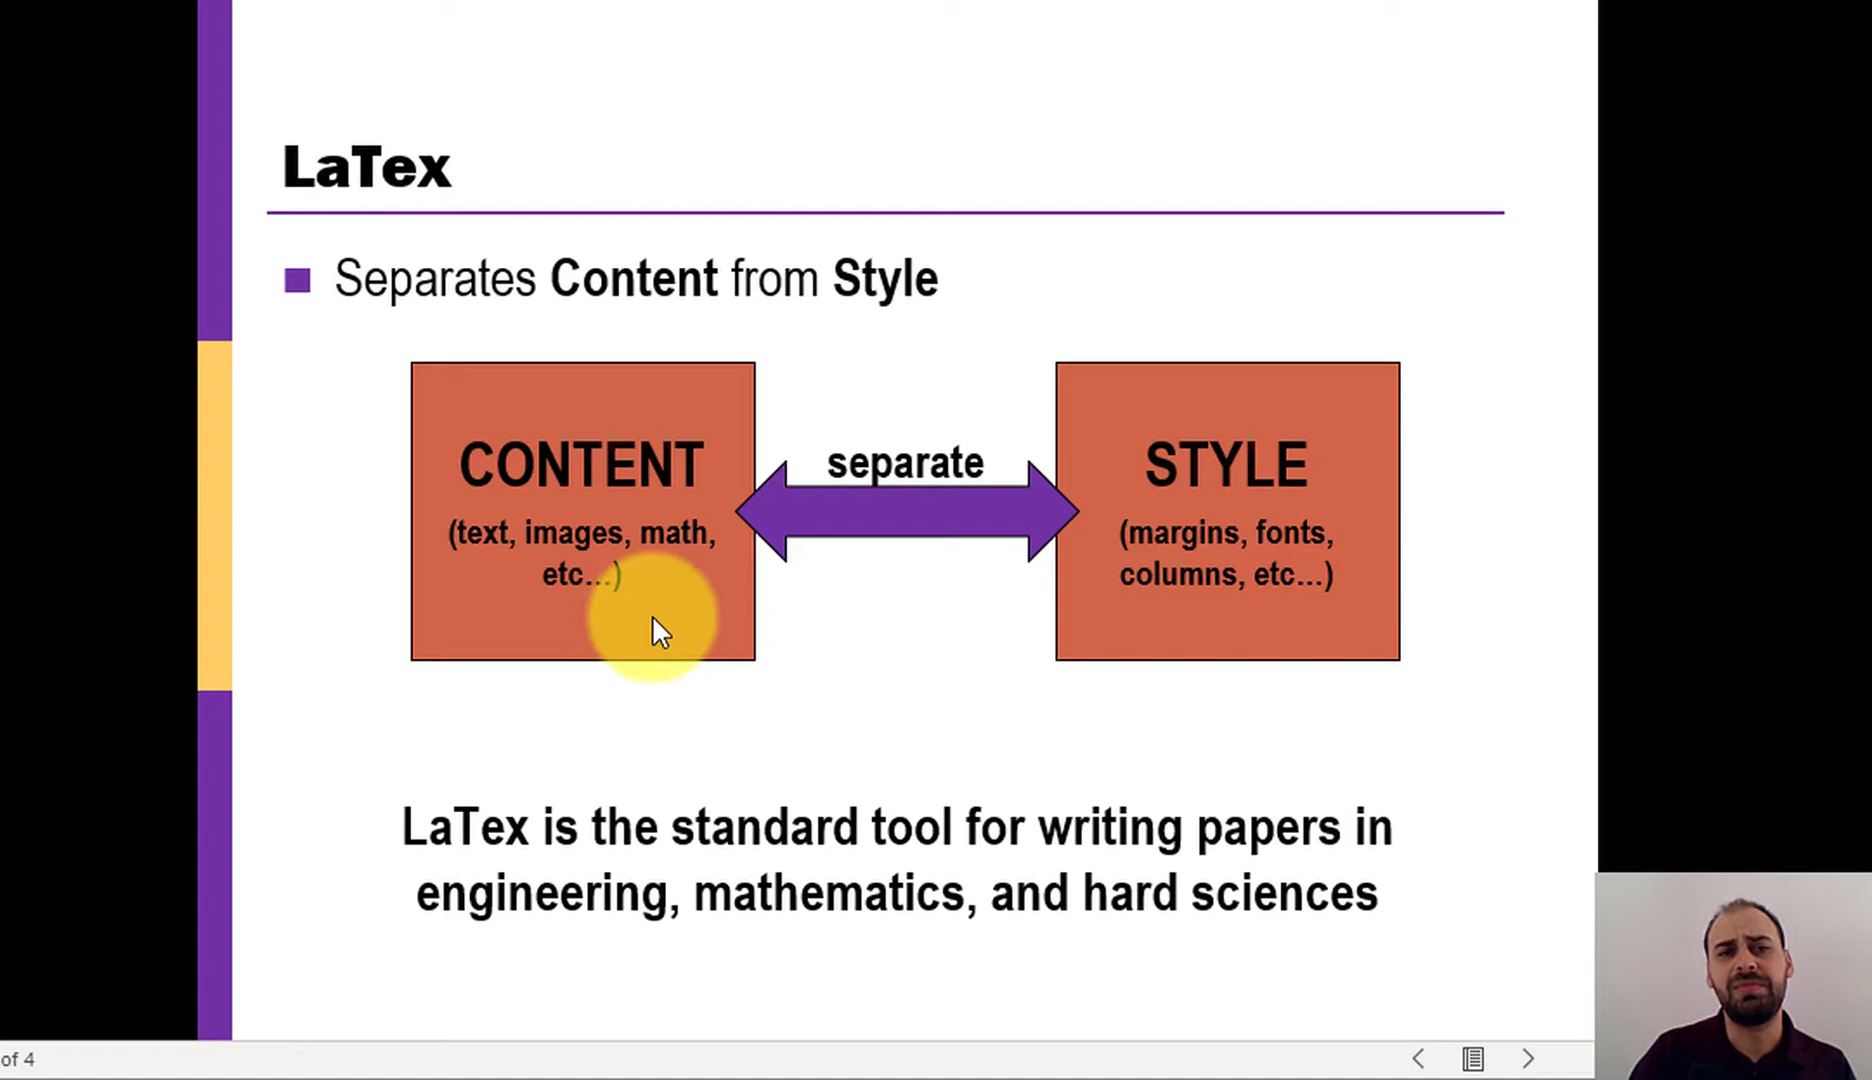 LaTex
Separates Content from Style
CONTENT
(text, images, math,
etc...)
separate
STYLE
(margins, fonts,
columns, etc...)
LaTex is the standard tool for writing papers in
engineering, mathematics, and hard sciences
of 4